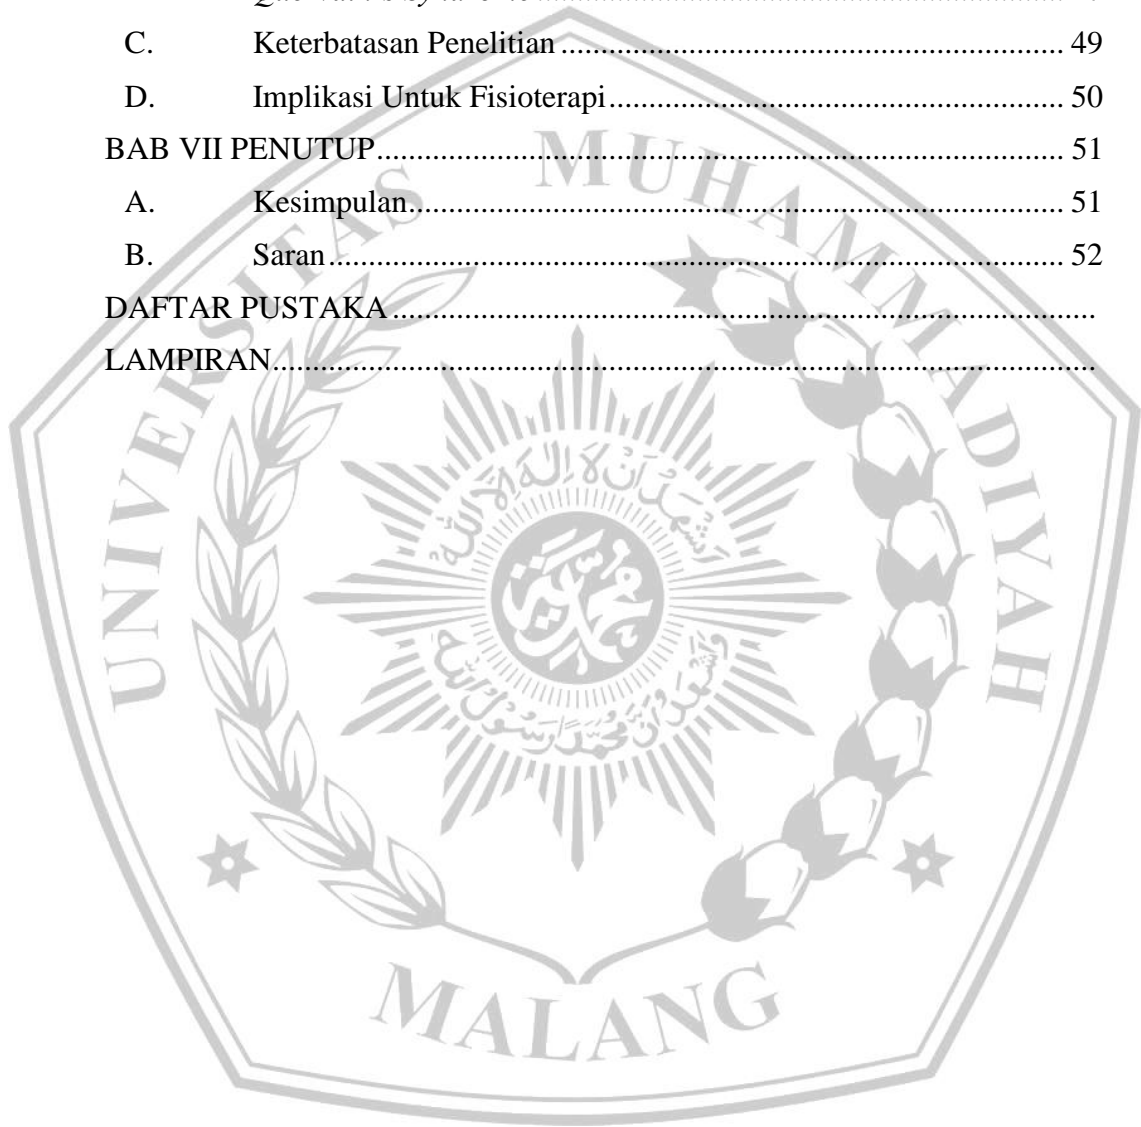 C. Keterbatasan Penelitian ........ 49
D. Implikasi Untuk Fisioterapi ........ 50
BAB VII PENUTUP ........ 51
A. Kesimpulan ........ 51
B. Saran ........ 52
DAFTAR PUSTAKA ........
LAMPIRAN ........
UNIVERSITAS MUHAMMADIYAH
MALANG